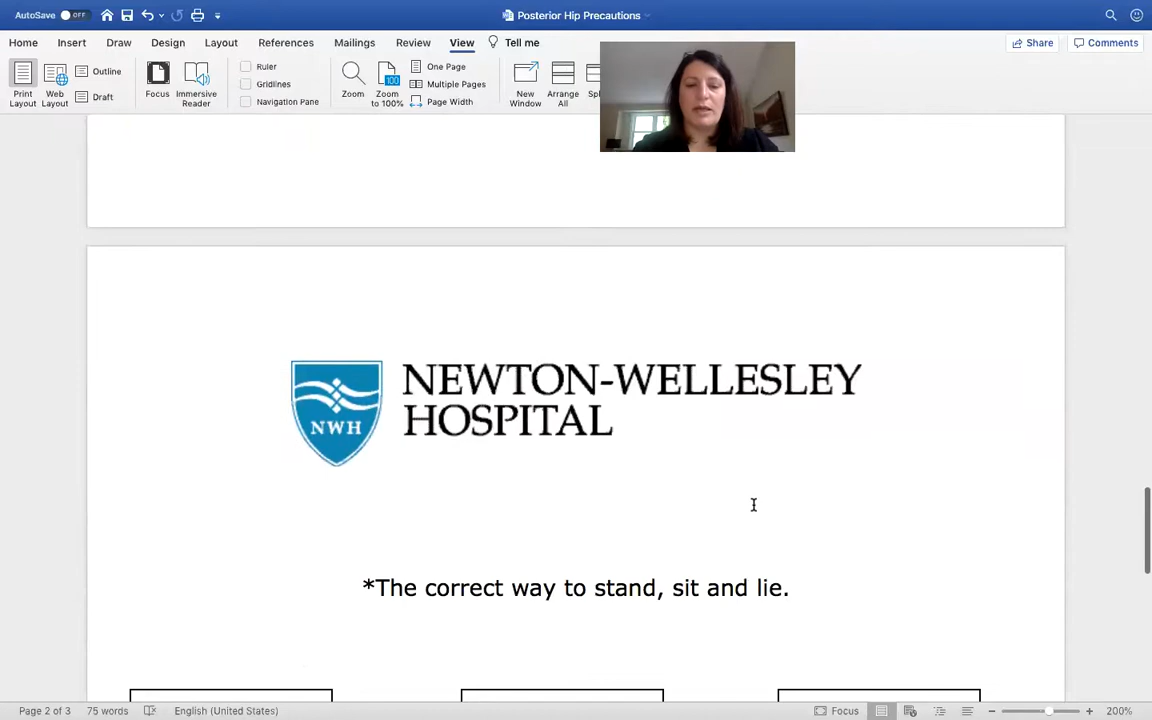 AutoSave OFF Posterior Hip Precautions
Home Insert Draw Design Layout References Mailings Review View Tell me Share Comments
Print Layout
Web Layout
Outline
Draft
Focus
Immersive Reader
Ruler
Gridlines
Navigation Pane
Zoom
100
Zoom to 100%
One Page
Multiple Pages
Page Width
New Window
Arrange All
NWH
NEWTON-WELLESLEY
HOSPITAL
*The correct way to stand, sit and lie.
Page 2 of 3 75 words English (United States) Focus 200%